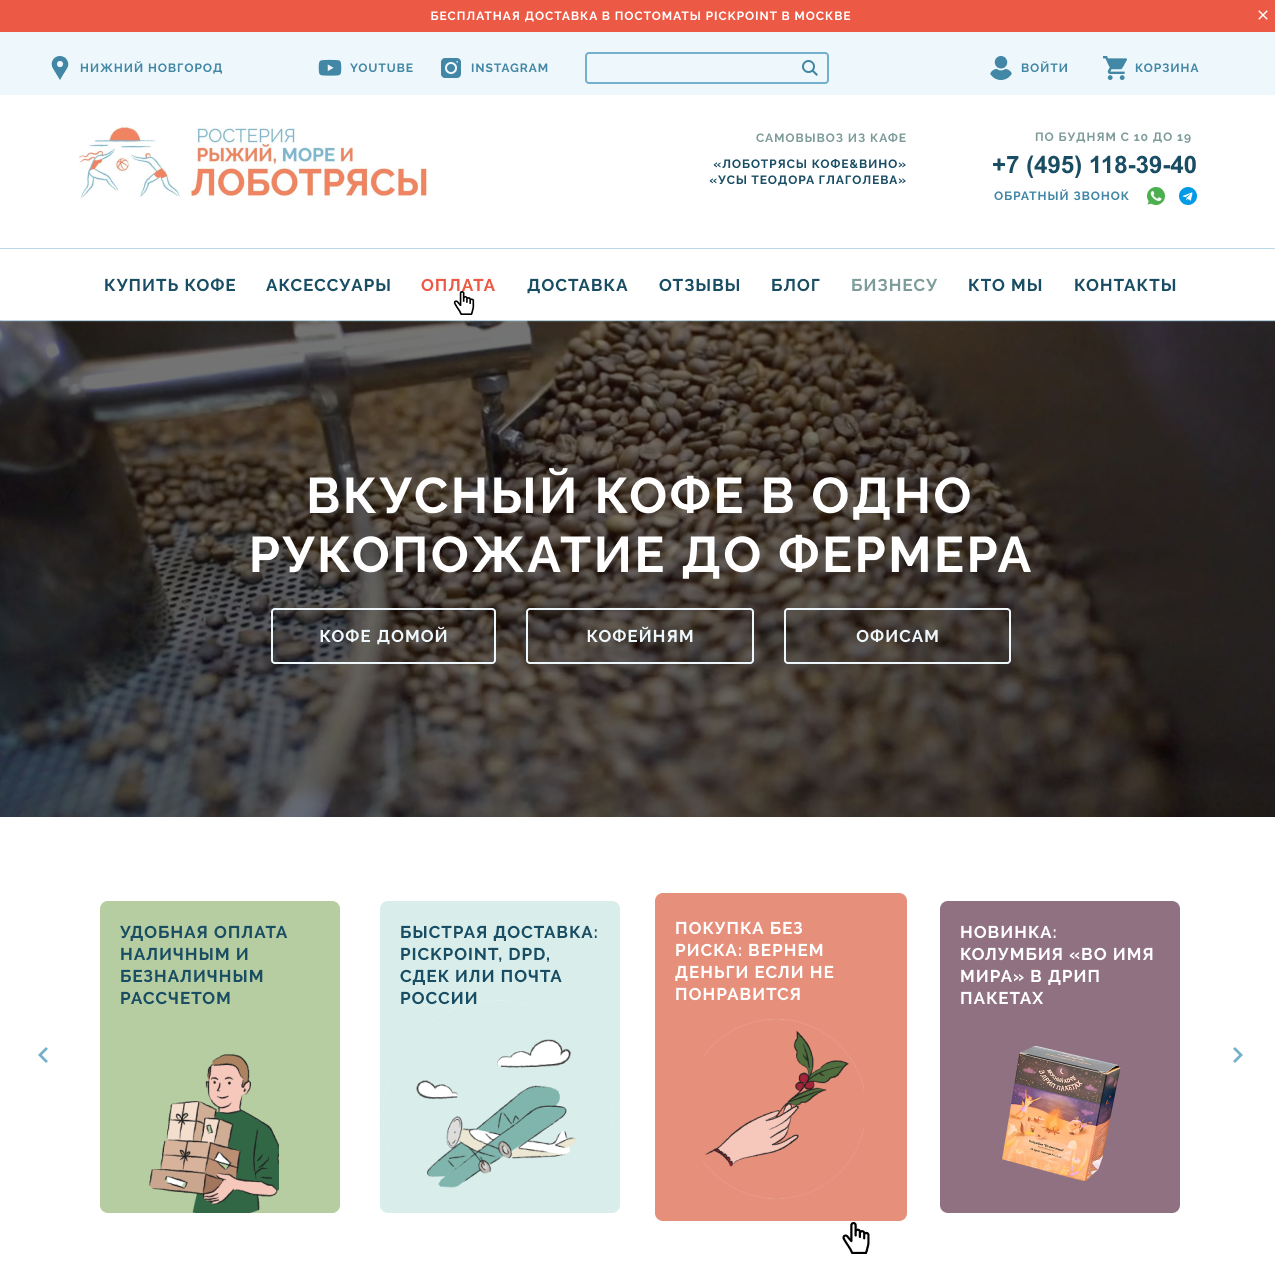 БЕСПЛАТНАЯ ДОСТАВКА В ПОСТОМАТЫ PICKPOINT В МОСКВЕ
НИЖНИЙ НОВГОРОД
YOUTUBE
INSTAGRAM
ВОЙТИ
КОРЗИНА
РОСТЕРИЯ
РЫЖИЙ, МОРЕ И
ЛОБОТРЯСЫ
САМОВЫВОЗ ИЗ КАФЕ
«ЛОБОТРЯСЫ КОФЕ&ВИНО»
«УСЫ ТЕОДОРА ГЛАГОЛЕВА»
ПО БУДНЯМ С 10 ДО 19
+7 (495) 118-39-40
ОБРАТНЫЙ ЗВОНОК
КУПИТЬ КОФЕ
АКСЕССУАРЫ
ОПЛАТА
ДОСТАВКА
ОТЗЫВЫ
БЛОГ
БИЗНЕСУ
КТО МЫ
КОНТАКТЫ
ВКУСНЫЙ КОФЕ В ОДНО
РУКОПОЖАТИЕ ДО ФЕРМЕРА
КОФЕ ДОМОЙ
КОФЕЙНЯМ
ОФИСАМ
УДОБНАЯ ОПЛАТА
НАЛИЧНЫМ И
БЕЗНАЛИЧНЫМ
РАССЧЕТОМ
БЫСТРАЯ ДОСТАВКА:
PICKPOINT, DPD,
СДЕК ИЛИ ПОЧТА
РОССИИ
ПОКУПКА БЕЗ
РИСКА: ВЕРНЕМ
ДЕНЬГИ ЕСЛИ НЕ
ПОНРАВИТСЯ
НОВИНКА:
КОЛУМБИЯ «ВО ИМЯ
МИРА» В ДРИП
ПАКЕТАХ
В ДРИП ПАКЕТАХ